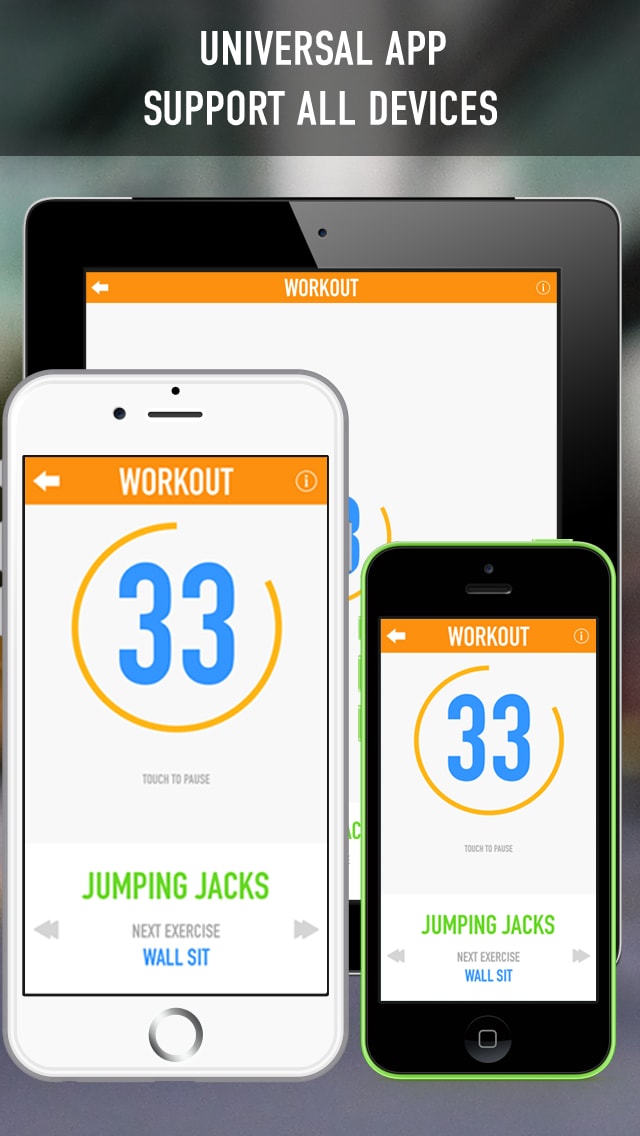 UNIVERSAL APP
SUPPORT ALL DEVICES
WORKOUT
WORKOUT
33
TOUCH TO PAUSE
JUMPING JACKS
NEXT EXERCISE
WALL SIT
WORKOUT
33
TOUCH TO PAUSE
JUMPING JACKS
NEXT EXERCISE
WALL SIT